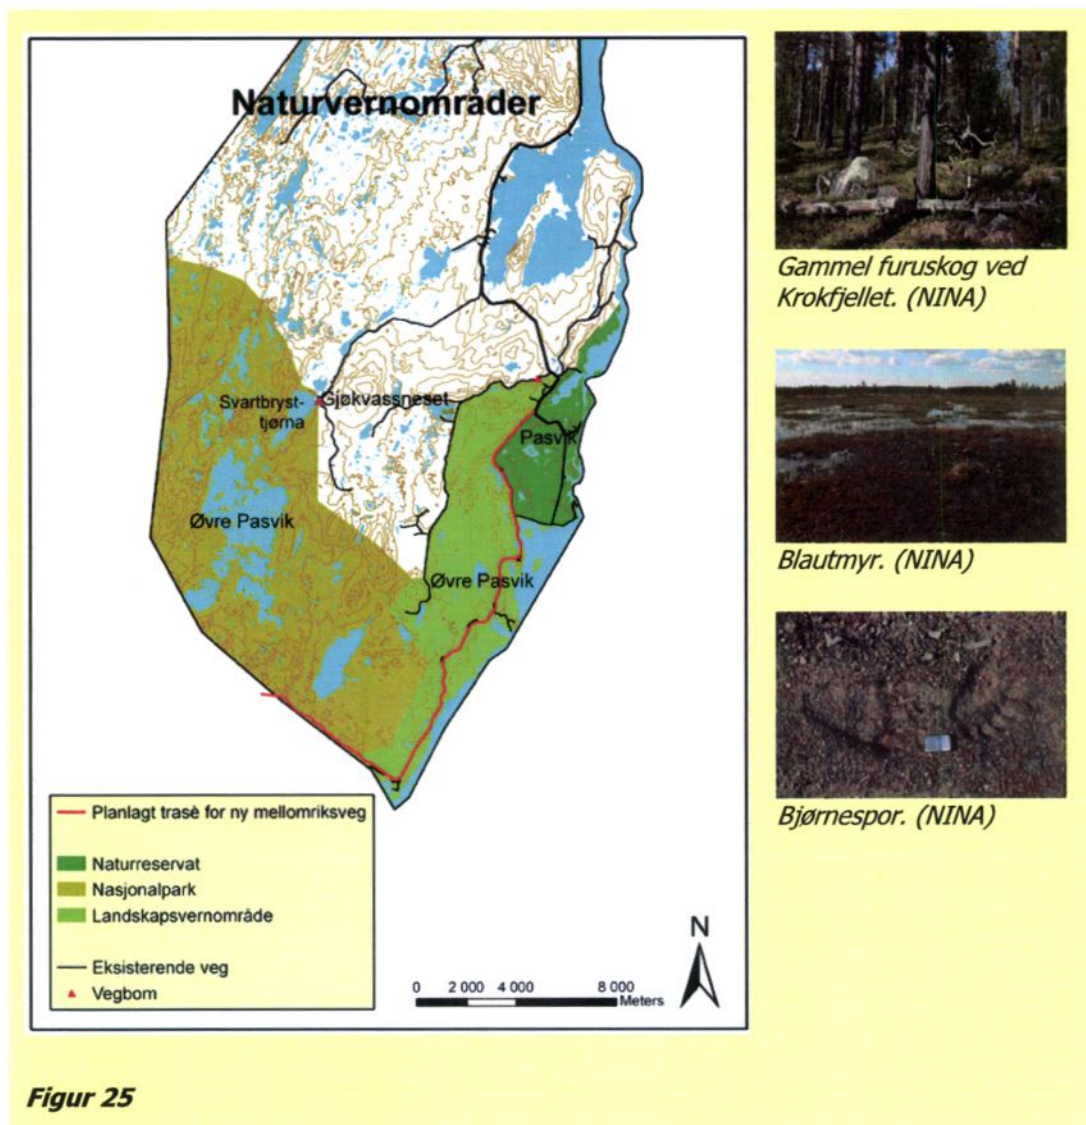 Naturvernområder
Svartbryst-
tjørna
Gjøkvassneset
Pasvik
Øvre Pasvik
Øvre Pasvik
Planlagt trasè for ny mellomriksveg
Naturreservat
Nasjonalpark
Landskapsvernområde
Eksisterende veg
Vegbom
0 2 000 4 000 8 000
Meters
N
Gammel furuskog ved
Krokfjellet. (NINA)
Blautmyr. (NINA)
Bjørnespor. (NINA)
Figur 25